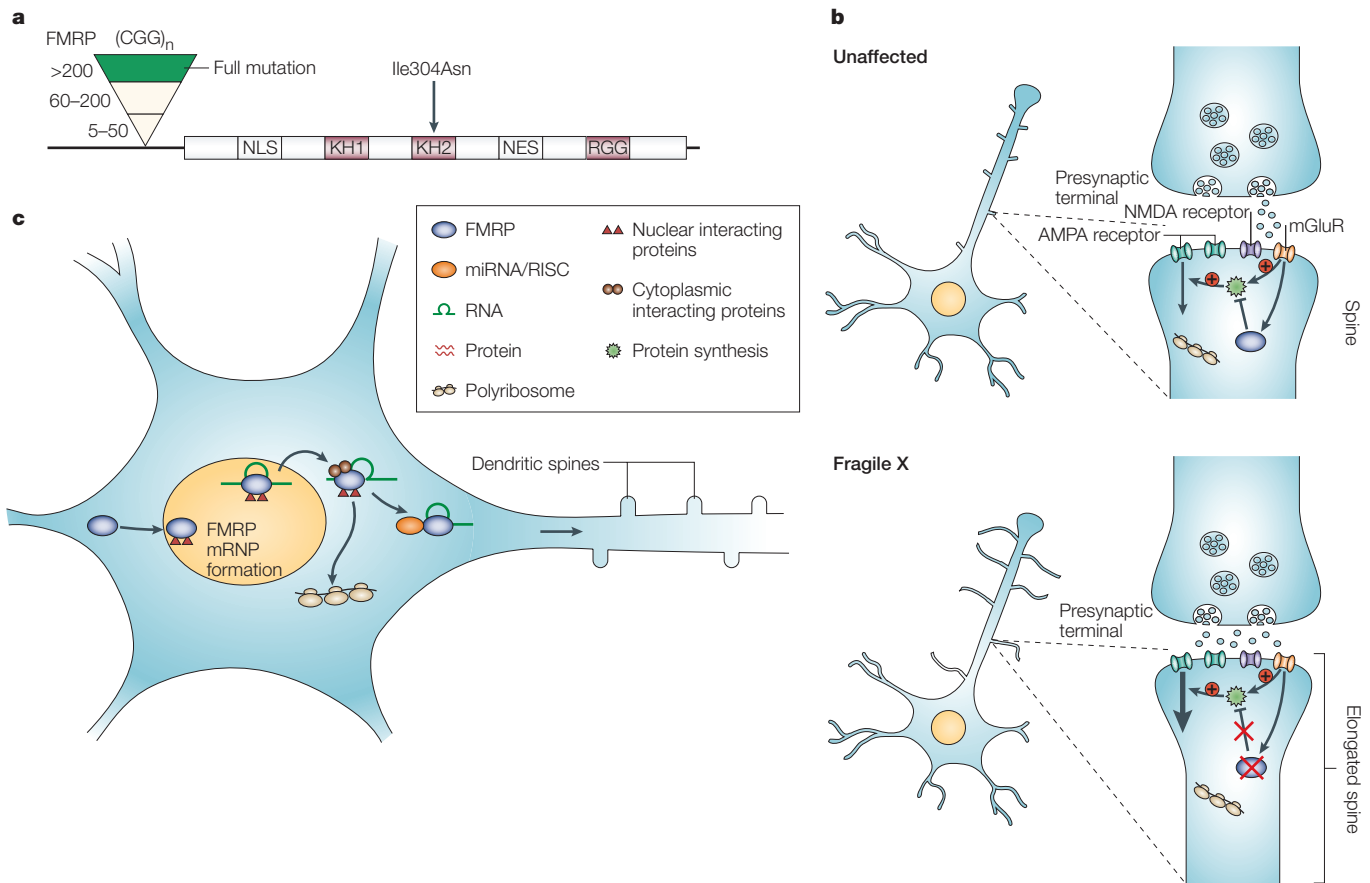 a
FMRP (CGG)n
>200
Full mutation
60–200
5–50
Ile304Asn
NLS KH1 KH2 NES RGG
b
Unaffected
Presynaptic
terminal
NMDA receptor
AMPA receptor
mGluR
Spine
c
FMRP
miRNA/RISC
RNA
Protein
Polyribosome
Nuclear interacting
proteins
Cytoplasmic
interacting proteins
Protein synthesis
Dendritic spines
FMRP
mRNP
formation
Fragile X
Presynaptic
terminal
Elongated spine